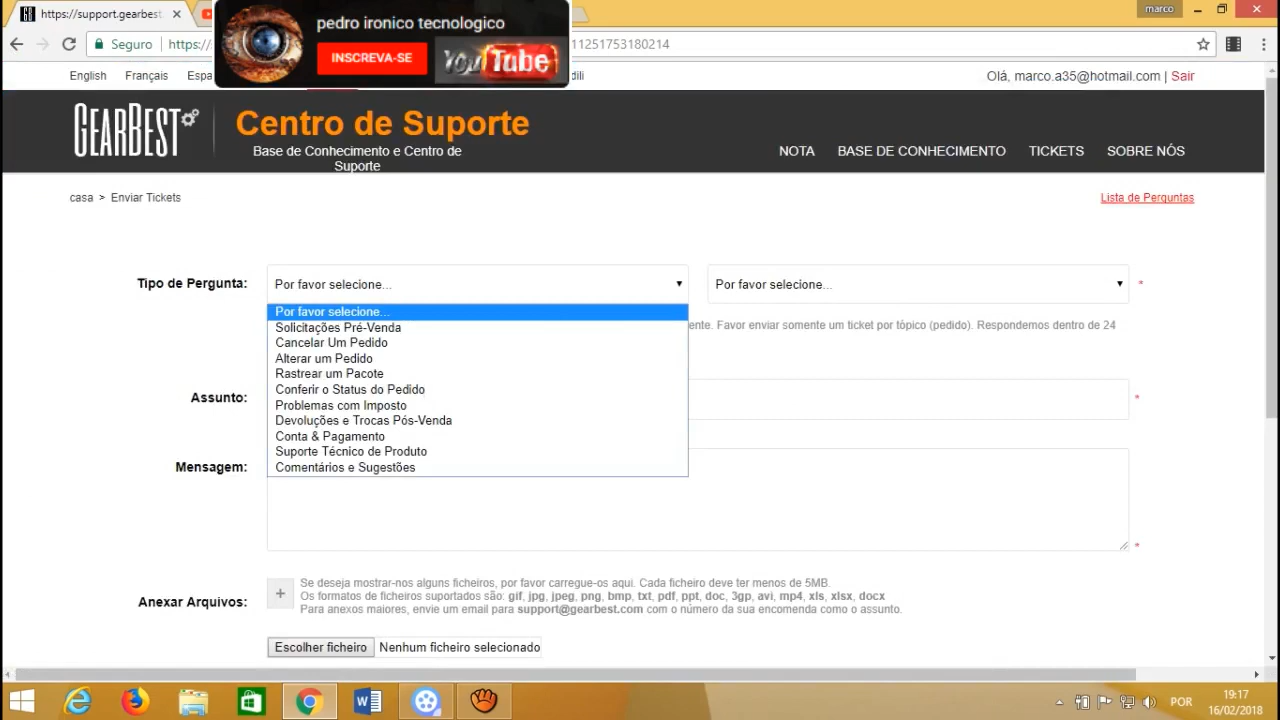 https://support.gearbest.
marco
pedro ironico tecnologico
INSCREVA-SE
YouTube
Seguro
https:/
11251753180214
English
Français
Espa
dili
Olá, marco.a35@hotmail.com | Sair
GEARBEST
Centro de Suporte
Base de Conhecimento e Centro de
Suporte
NOTA
BASE DE CONHECIMENTO
TICKETS
SOBRE NÓS
casa > Enviar Tickets
Lista de Perguntas
Tipo de Pergunta:
Por favor selecione...
Por favor selecione...
*
Por favor selecione...
Solicitações Pré-Venda
Cancelar Um Pedido
Alterar um Pedido
Rastrear um Pacote
Conferir o Status do Pedido
Problemas com Imposto
Devoluções e Trocas Pós-Venda
Conta & Pagamento
Suporte Técnico de Produto
Comentários e Sugestões
ente. Favor enviar somente um ticket por tópico (pedido). Respondemos dentro de 24
Assunto:
*
Mensagem:
*
Anexar Arquivos:
+
Se deseja mostrar-nos alguns ficheiros, por favor carregue-os aqui. Cada ficheiro deve ter menos de 5MB.
Os formatos de ficheiros suportados são: gif, jpg, jpeg, png, bmp, txt, pdf, ppt, doc, 3gp, avi, mp4, xls, xlsx, docx
Para anexos maiores, envie um email para support@gearbest.com com o número da sua encomenda como o assunto.
Escolher ficheiro
Nenhum ficheiro selecionado
POR
19:17
16/02/2018